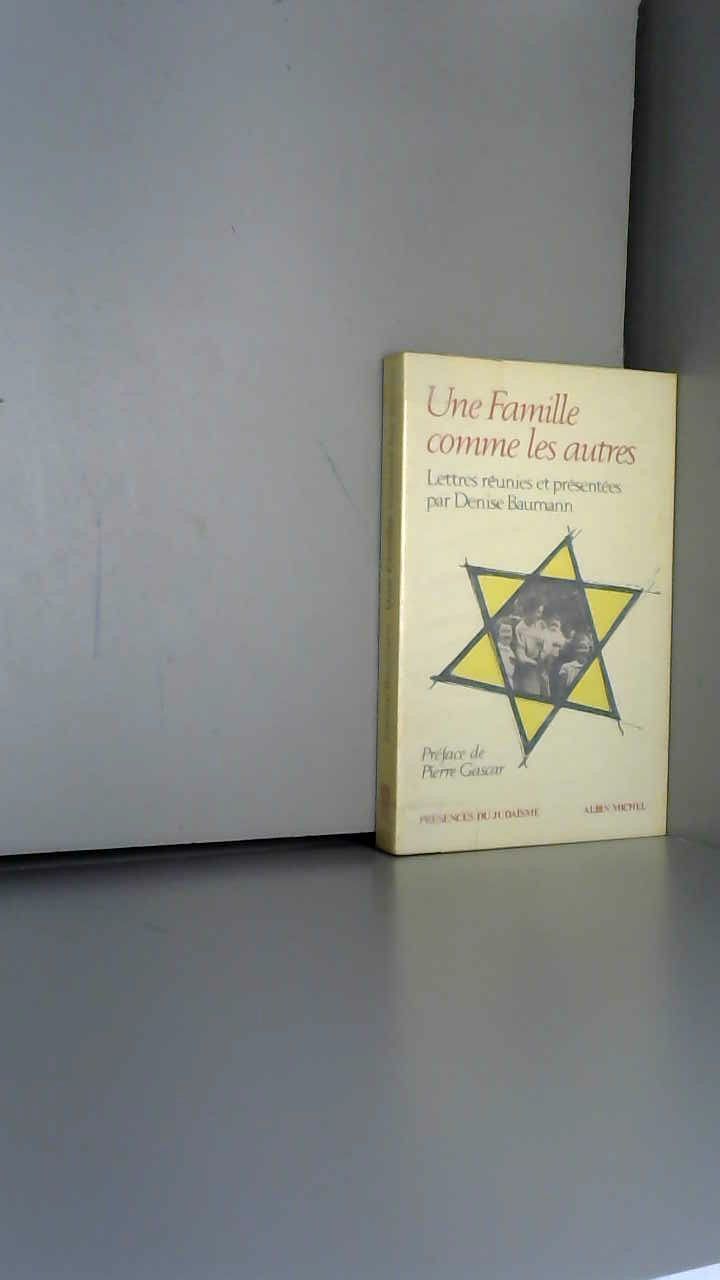 Une Famille
comme les autres
Lettres réunies et présentées
par Denise Baumann
Préface de
Pierre Gascar
PRÉSENCES DU JUDAÏSME
ALBIN MICHEL